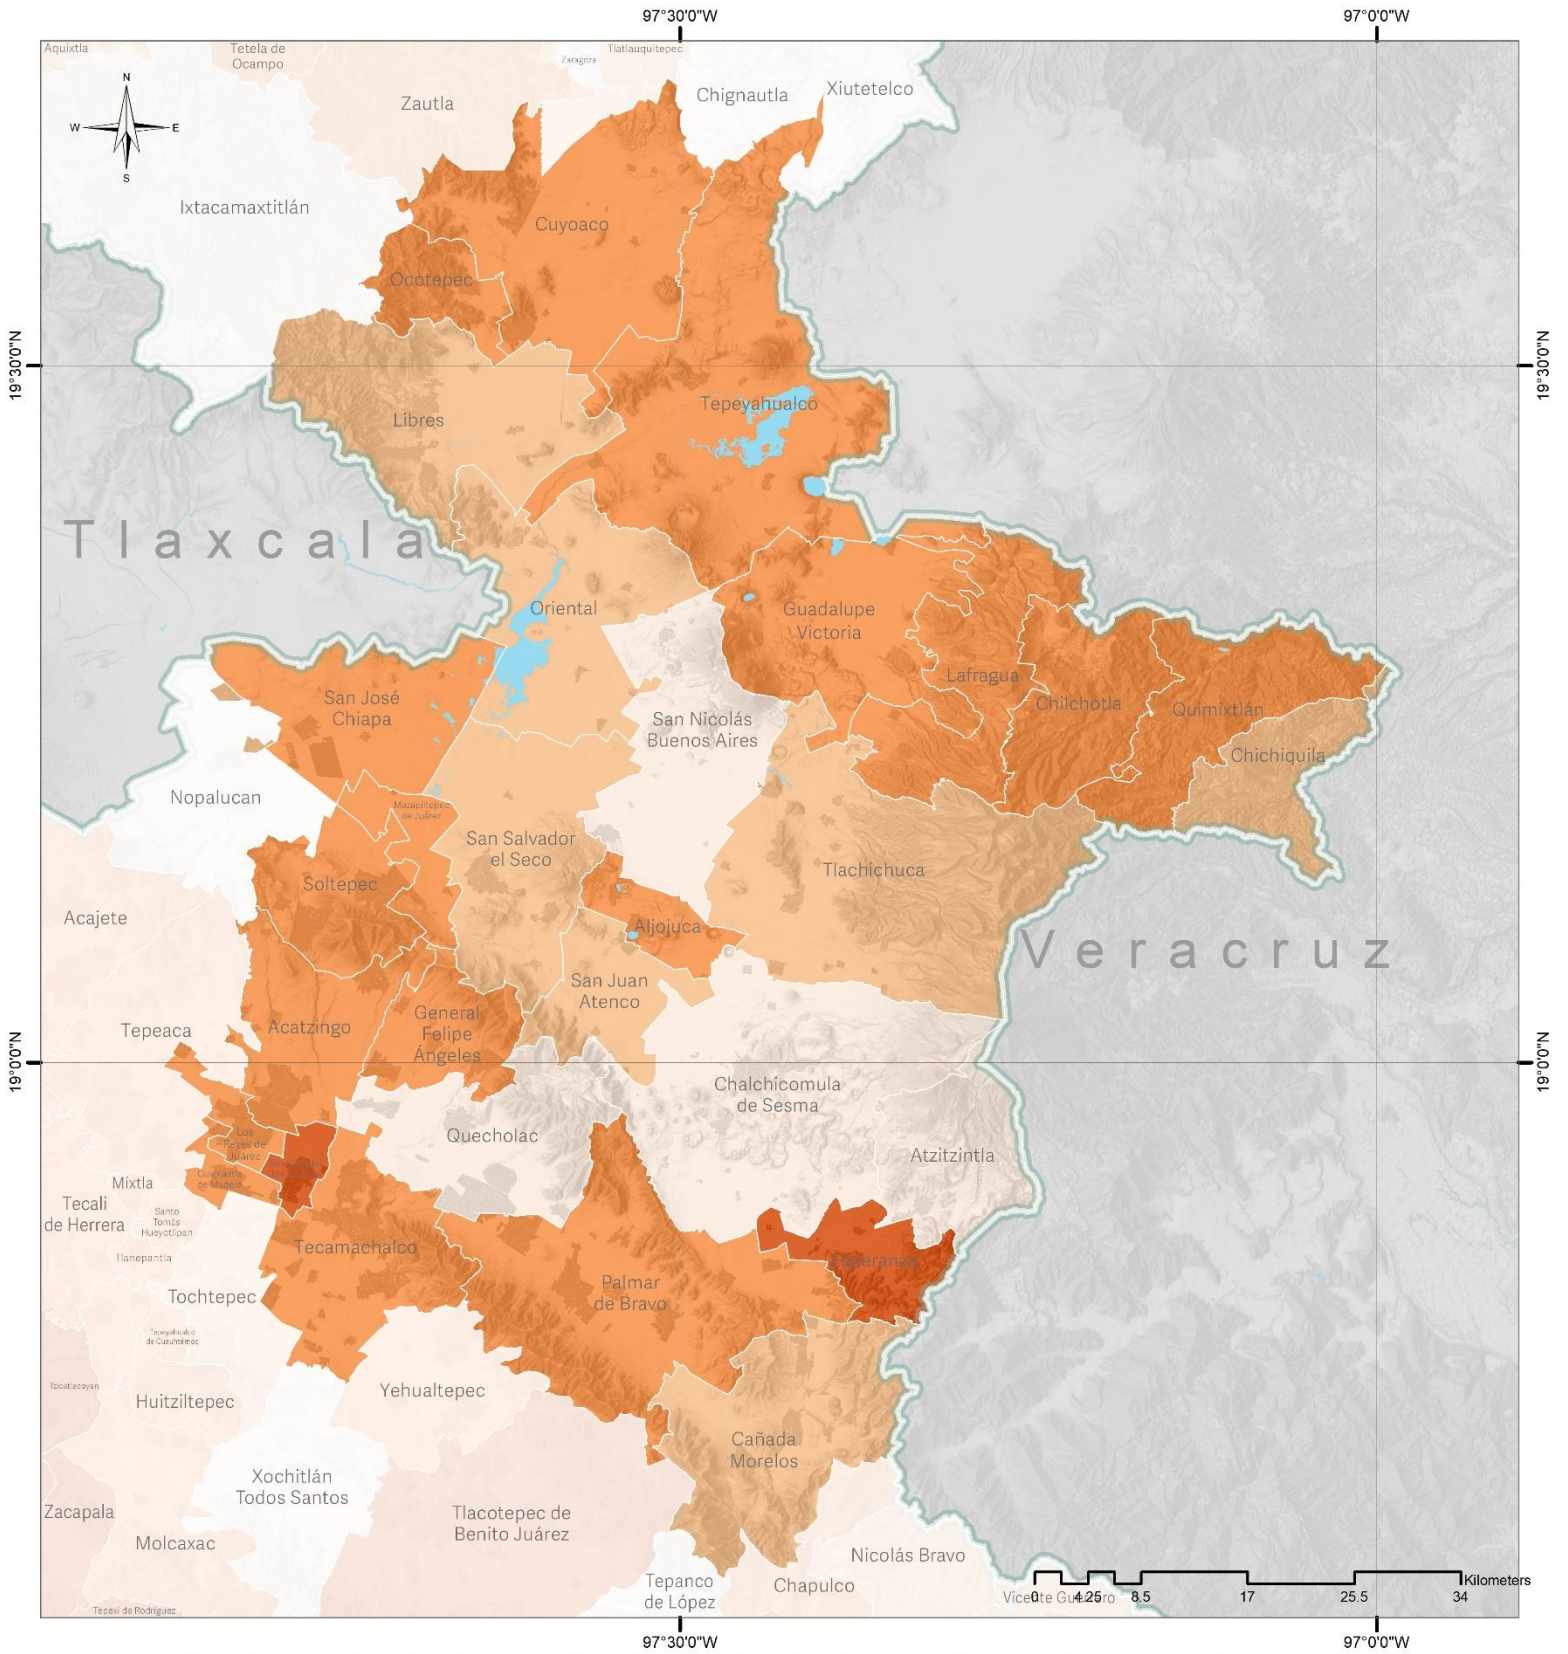 97°30'0"W
97°0'0"W
Aquixtla
Tetela de
Ocampo
Zaragoza
Tlatlauquitepec
Chignautla
Xiutetelco
Zautla
N
W
E
S
Ixtacamaxtitlán
Cuyoaco
Ocotepec
19°30'0"N
19°30'0"N
Tepeyahualco
Libres
Tlaxcala
Oriental
Guadalupe
Victoria
Lafragua
Chilchotla
Quimixtlán
San José
Chiapa
San Nicolás
Buenos Aires
Chichiquila
Nopalucan
Mazapiltepec
de Juárez
San Salvador
el Seco
Tlachichuca
Soltepec
Acajete
Aljojuca
Veracruz
San Juan
Atenco
Tepeaca
Acatzingo
General
Felipe
Ángeles
19°0'0"N
19°0'0"N
Chalchicomula
de Sesma
Quecholac
Los
Reyes de
Juárez
Atzitzintla
Cuapiaxtla
de Madero
Mixtla
Tecali
de Herrera
Santo
Tomás
Hueyotlipan
Tlanepantla
Tecamachalco
Esperanza
Palmar
de Bravo
Tochtepec
Tepeyahualco
de Cuauhtémoc
Tzicatlacoyan
Huitziltepec
Yehualtepec
Cañada
Morelos
Xochitlán
Todos Santos
Zacapala
Molcaxac
Tlacotepec de
Benito Juárez
Nicolás Bravo
Tepanco
de López
Chapulco
Vicente Guerrero
Tepexi de Rodríguez
0 4.25 8.5 17 25.5 34
Kilometers
97°30'0"W
97°0'0"W